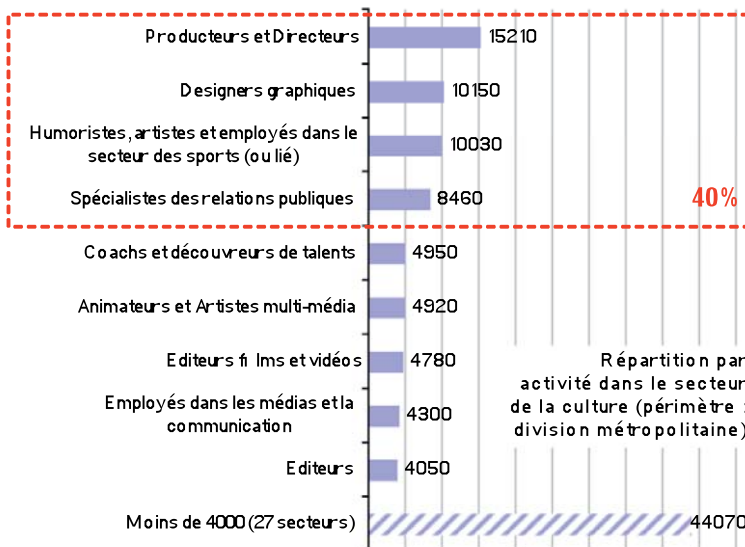 Producteurs et Directeurs 15210
Designers graphiques 10150
Humoristes, artistes et employés dans le
secteur des sports (ou lié) 10030
Spécialistes des relations publiques 8460 40%
Coachs et découvreurs de talents 4950
Animateurs et Artistes multi-média 4920
Editeurs fi lms et vidéos 4780
Employés dans les médias et la
communication 4300
Editeurs 4050
Moins de 4000 (27 secteurs) 44070
Répartition par
activité dans le secteur
de la culture (périmètre :
division métropolitaine)